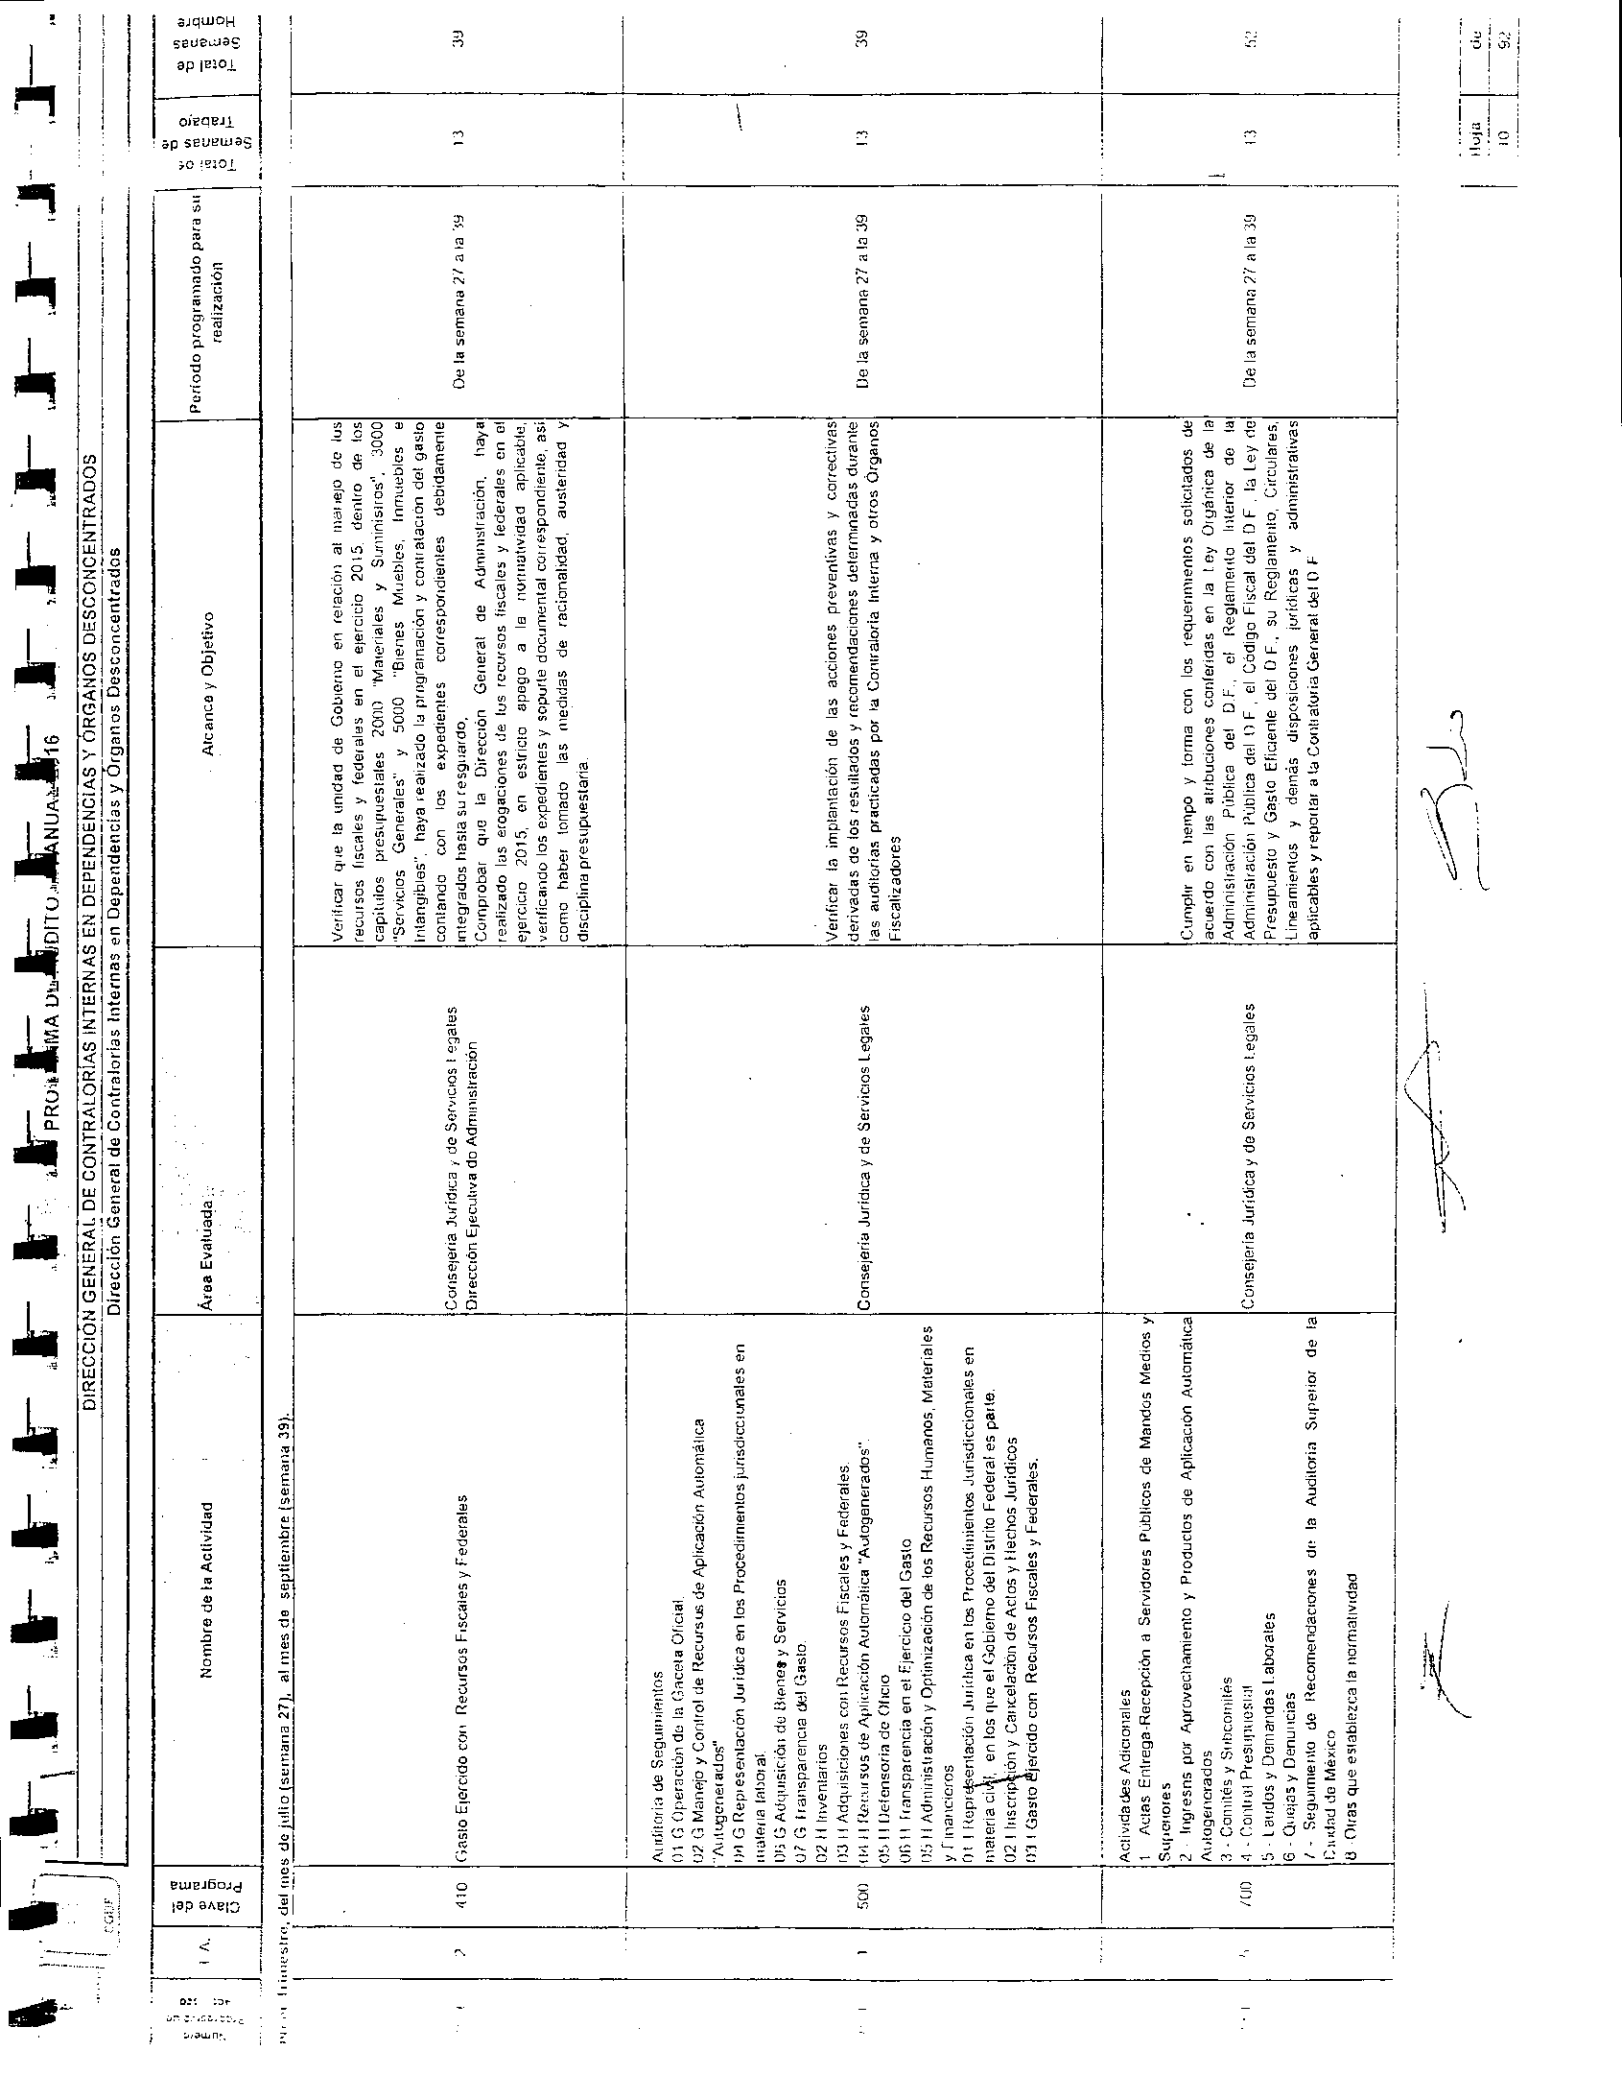 ANUAL 2016
DIRECCIÓN GENERAL DE CONTRALORÍAS INTERNAS EN DEPENDENCIAS Y ÓRGANOS DESCONCENTRADOS
Dirección General de Contralorías Internas en Dependencias y Órganos Desconcentrados
CGDF
Clave del Programa
Nombre de la Actividad
Área Evaluada
Alcance y Objetivo
Período programado para su realización
Total de Semanas de Trabajo
Total de Semanas Hombre
trimestre, del mes de julio (semana 27), al mes de septiembre (semana 39).
2
410
Gasto Ejercido con Recursos Fiscales y Federales
Consejería Jurídica y de Servicios Legales
Dirección Ejecutiva de Administración
Verificar que la unidad de Gobierno en relación al manejo de los
recursos fiscales y federales en el ejercicio 2015, dentro de los
capítulos presupuestales 2000 "Materiales y Suministros", 3000
"Servicios Generales" y 5000 "Bienes Muebles, Inmuebles e
Intangibles", haya realizado la programación y contratación del gasto
contando con los expedientes correspondientes debidamente
integrados hasta su resguardo,
Comprobar que la Dirección General de Administración, haya
realizado las erogaciones de los recursos fiscales y federales en el
ejercicio 2015, en estricto apego a la normatividad aplicable,
verificando los expedientes y soporte documental correspondiente, así
como haber tomado las medidas de racionalidad, austeridad y
disciplina presupuestaria.
De la semana 27 a la 39
13
39
1
500
Auditoría de Seguimientos
01 G Operación de la Gaceta Oficial.
02 G Manejo y Control de Recursos de Aplicación Automática
"Autogenerados"
04 G Representación Jurídica en los Procedimientos jurisdiccionales en
materia laboral.
06 G Adquisición de Bienes y Servicios
07 G Transparencia del Gasto.
02 H Inventarios
03 H Adquisiciones con Recursos Fiscales y Federales.
04 H Recursos de Aplicación Automática "Autogenerados".
05 H Defensoría de Oficio
06 H Transparencia en el Ejercicio del Gasto
05 H Administración y Optimización de los Recursos Humanos, Materiales
y Financieros
01 I Representación Jurídica en los Procedimientos Jurisdiccionales en
materia civil, en los que el Gobierno del Distrito Federal es parte.
02 I Inscripción y Cancelación de Actos y Hechos Jurídicos
03 I Gasto Ejercido con Recursos Fiscales y Federales.
Consejería Jurídica y de Servicios Legales
Verificar la implantación de las acciones preventivas y correctivas
derivadas de los resultados y recomendaciones determinadas durante
las auditorías practicadas por la Contraloría Interna y otros Órganos
Fiscalizadores
De la semana 27 a la 39
13
39
700
Actividades Adicionales
1 Actas Entrega-Recepción a Servidores Públicos de Mandos Medios y
Superiores
2 - Ingresos por Aprovechamiento y Productos de Aplicación Automática
Autogenerados
3 - Comités y Subcomités
4 - Control Presupuestal
5 - Laudos y Demandas Laborales
6 - Quejas y Denuncias
7 - Seguimiento de Recomendaciones de la Auditoría Superior de la
Ciudad de México
8 Otras que establezca la normatividad
Consejería Jurídica y de Servicios Legales
Cumplir en tiempo y forma con los requerimientos solicitados de
acuerdo con las atribuciones conferidas en la Ley Orgánica de la
Administración Pública del D.F., el Reglamento Interior de la
Administración Pública del D F, el Código Fiscal del D F, la Ley de
Presupuesto y Gasto Eficiente del D F., su Reglamento, Circulares,
Lineamientos y demás disposiciones jurídicas y administrativas
aplicables y reportar a la Contraloría General del D F
De la semana 27 a la 39
13
52
Hoja de
10 92